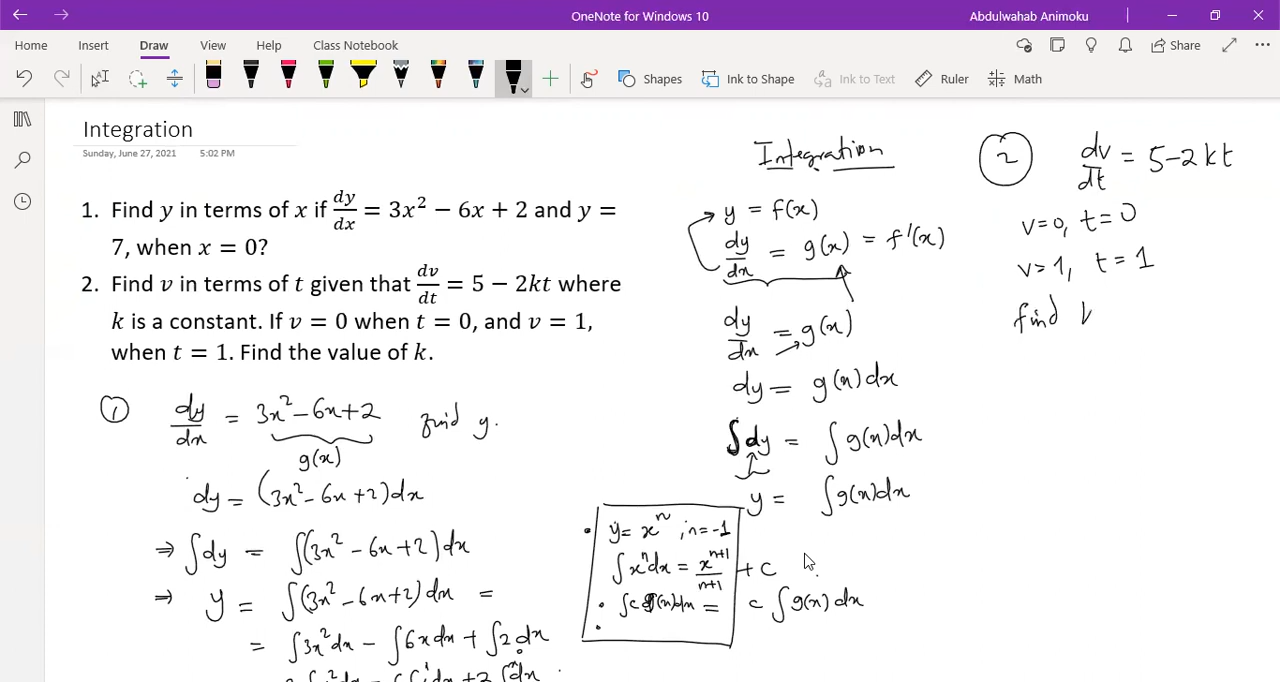 OneNote for Windows 10
Abdulwahab Animoku
Home Insert Draw View Help Class Notebook
Share
Shapes Ink to Shape Ink to Text Ruler Math
Integration
Sunday, June 27, 2021 5:02 PM
1. Find y in terms of x if dy/dx = 3x² − 6x + 2 and y =
7, when x = 0?
2. Find v in terms of t given that dv/dt = 5 − 2kt where
k is a constant. If v = 0 when t = 0, and v = 1,
when t = 1. Find the value of k.
① dy/dx = 3x² − 6x + 2 find y.
g(x)
dy = (3x² − 6x + 2)dx
⇒ ∫dy = ∫(3x² − 6x + 2)dx
⇒ y = ∫(3x² − 6x + 2)dx =
= ∫3x²dx − ∫6xdx + ∫2dx
Integration
y = f(x)
dy/dx = g(x) = f'(x)
dy/dx = g(x)
dy = g(x)dx
∫dy = ∫g(x)dx
y = ∫g(x)dx
• y = xⁿ, n=-1
∫xⁿdx = xⁿ⁺¹/n+1 + c
• ∫c g(x)dx = c∫g(x)dx
•
② dv/dt = 5−2kt
v=0, t=0
v=1, t=1
find